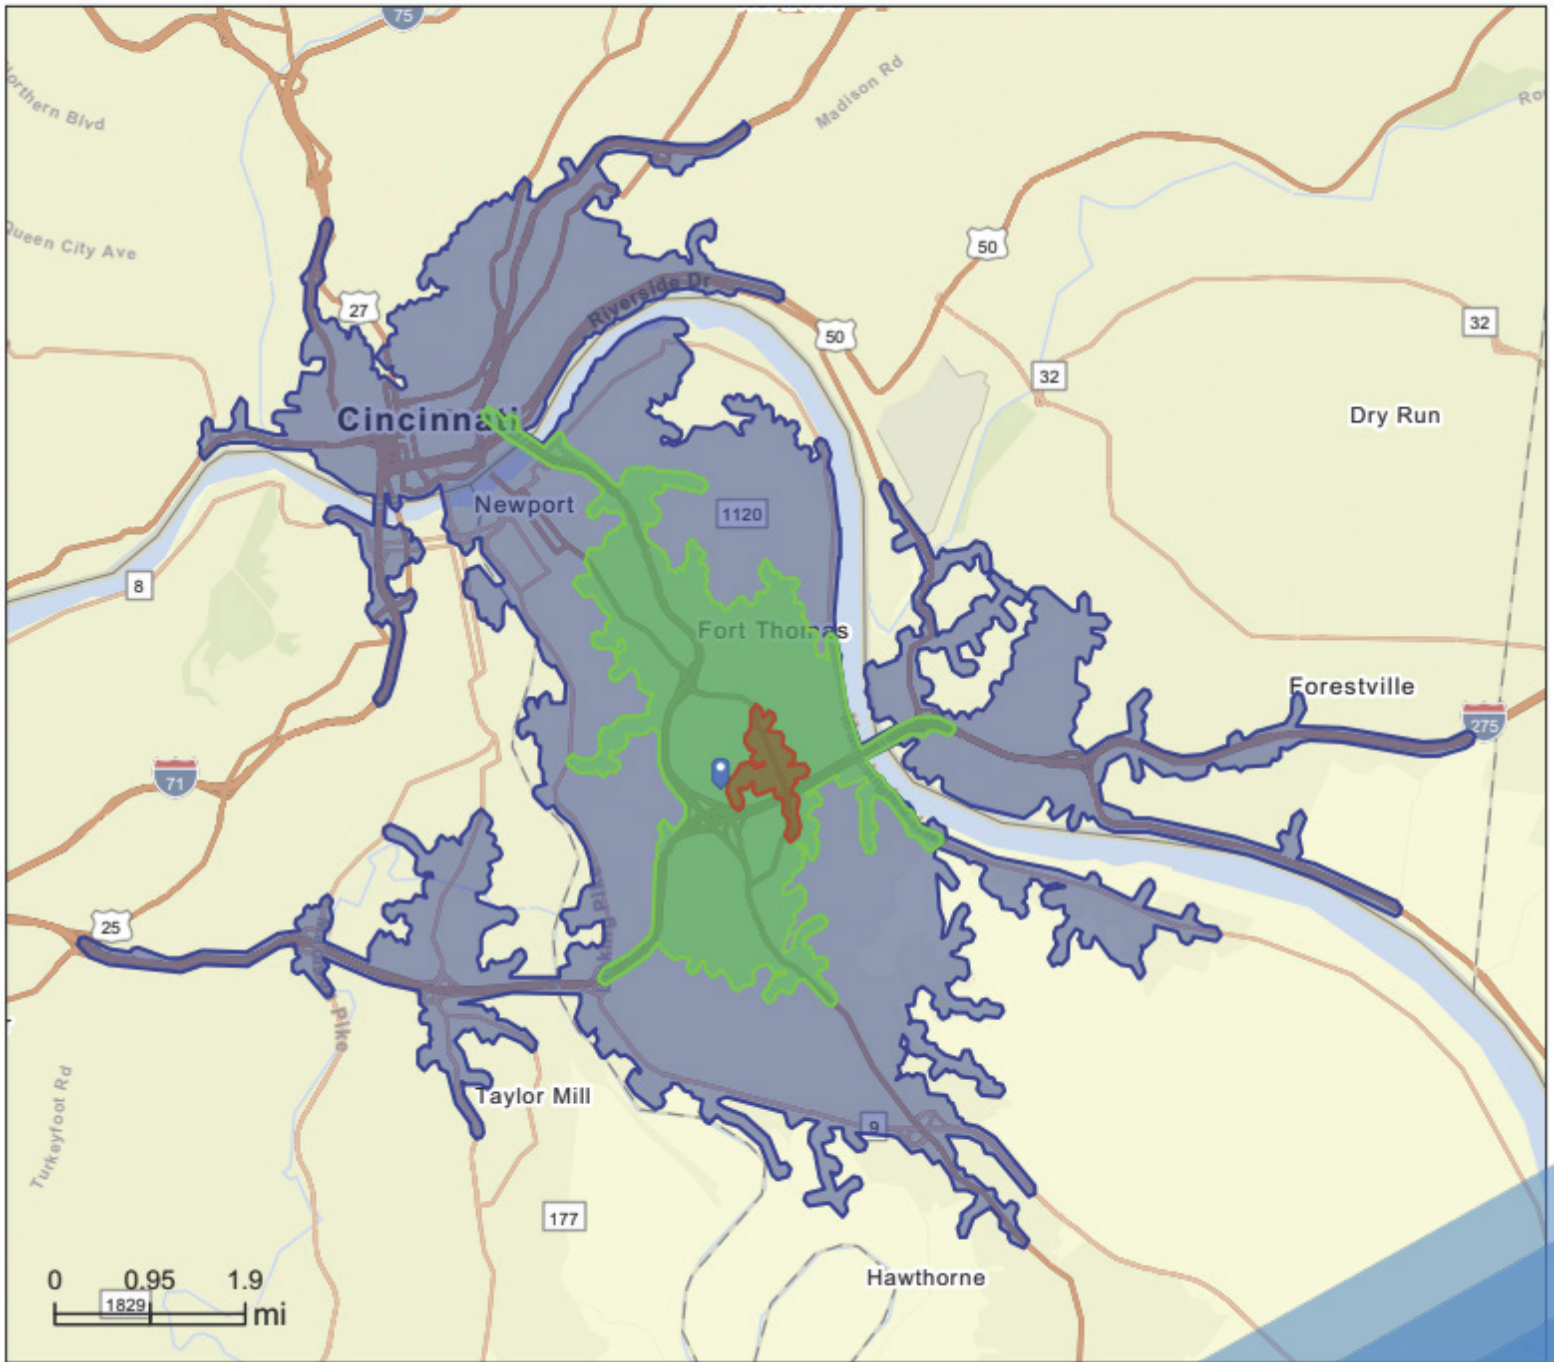 75
Northern Blvd
Madison Rd
Queen City Ave
50
27
Riverside Dr
50
32
32
Cincinnati
Dry Run
Newport
1120
8
Fort Thomas
Forestville
275
71
25
Pike
Taylor Mill
Turkeyfoot Rd
9
177
Hawthorne
0 0.95 1.9
1829
mi